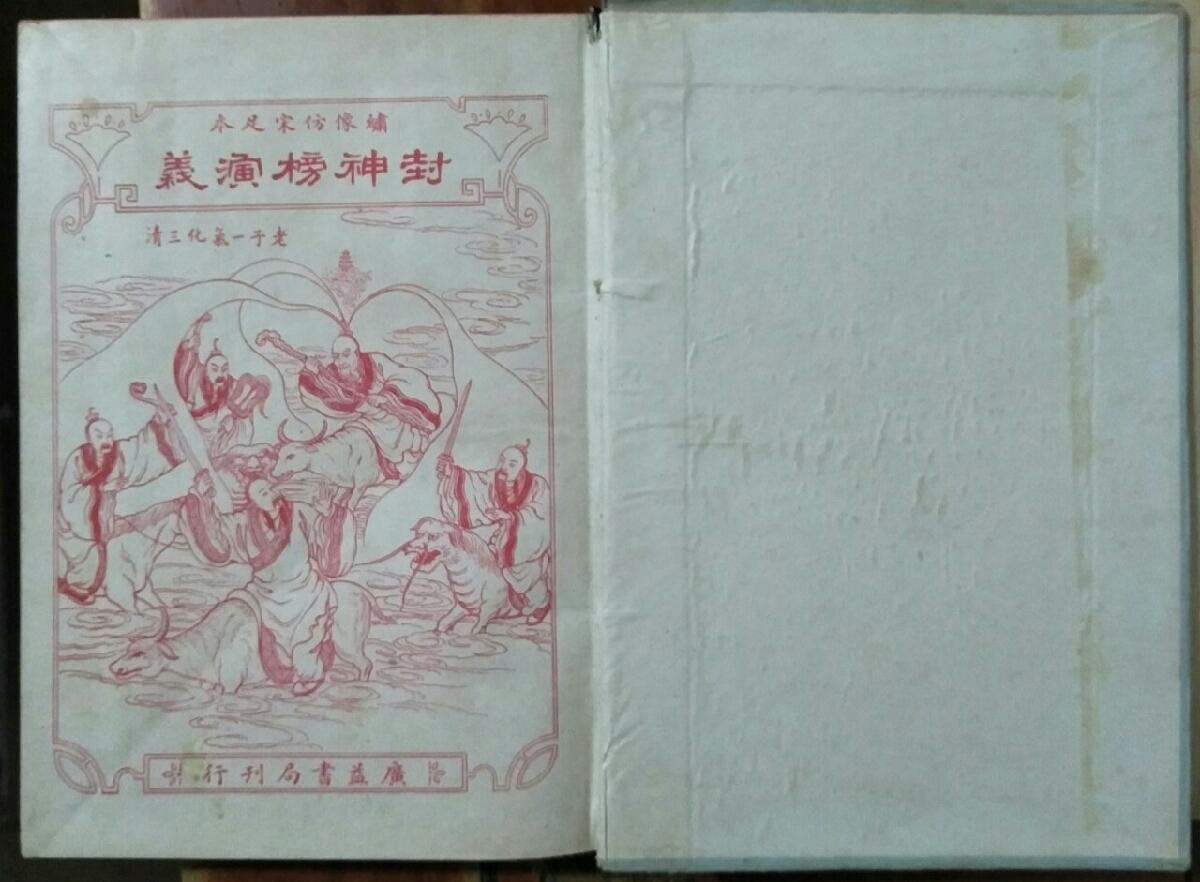 繡像仿宋足本
封神榜演義
老子一氣化三清
廣益書局刊行